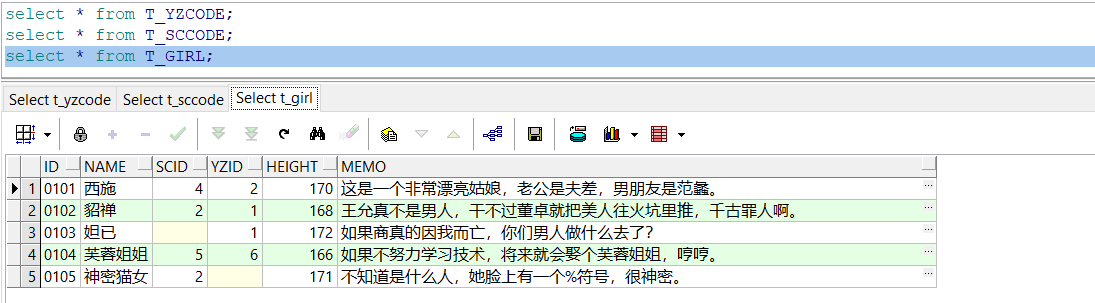 select * from T_YZCODE;
select * from T_SCCODE;
select * from T_GIRL;
Select t_yzcode Select t_sccode Select t_girl
ID NAME SCID YZID HEIGHT MEMO
1 0101 西施 4 2 170 这是一个非常漂亮姑娘，老公是夫差，男朋友是范蠡。 ...
2 0102 貂禅 2 1 168 王允真不是男人，干不过董卓就把美人往火坑里推，千古罪人啊。 ...
3 0103 妲已 1 172 如果商真的因我而亡，你们男人做什么去了？ ...
4 0104 芙蓉姐姐 5 6 166 如果不努力学习技术，将来就会娶个芙蓉姐姐，哼哼。 ...
5 0105 神密猫女 2 171 不知道是什么人，她脸上有一个%符号，很神密。 ...